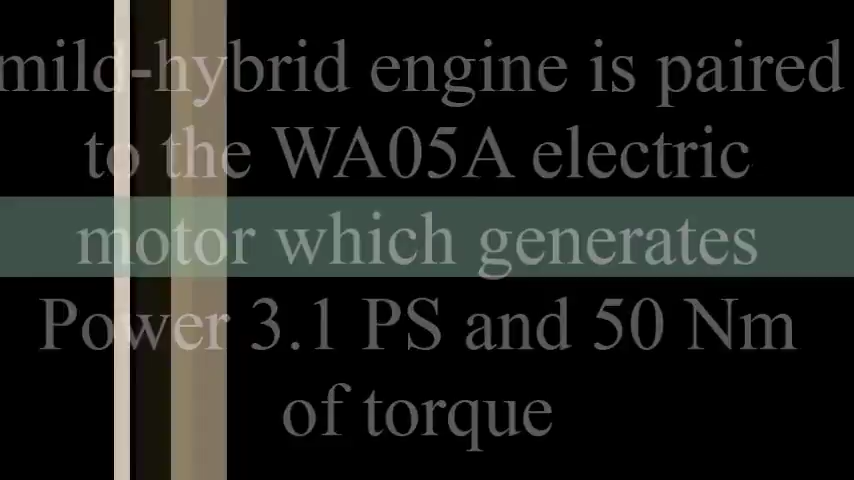 mild-hybrid engine is paired
to the WA05A electric
motor which generates
Power 3.1 PS and 50 Nm
of torque